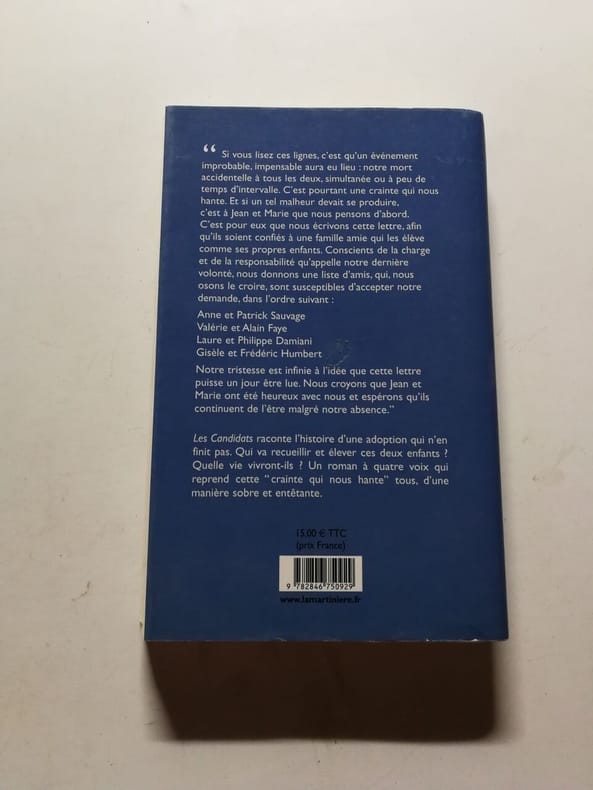 “ Si vous lisez ces lignes, c'est qu'un événement
improbable, impensable aura eu lieu : notre mort
accidentelle à tous les deux, simultanée ou à peu de
temps d'intervalle. C'est pourtant une crainte qui nous
hante. Et si un tel malheur devait se produire,
c'est à Jean et Marie que nous pensons d'abord.
C'est pour eux que nous écrivons cette lettre, afin
qu'ils soient confiés à une famille amie qui les élève
comme ses propres enfants. Conscients de la charge
et de la responsabilité qu'appelle notre dernière
volonté, nous donnons une liste d'amis, qui, nous
osons le croire, sont susceptibles d'accepter notre
demande, dans l'ordre suivant :
Anne et Patrick Sauvage
Valérie et Alain Faye
Laure et Philippe Damiani
Gisèle et Frédéric Humbert
Notre tristesse est infinie à l'idée que cette lettre
puisse un jour être lue. Nous croyons que Jean et
Marie ont été heureux avec nous et espérons qu'ils
continuent de l'être malgré notre absence.”
Les Candidats raconte l'histoire d'une adoption qui n'en
finit pas. Qui va recueillir et élever ces deux enfants ?
Quelle vie vivront-ils ? Un roman à quatre voix qui
reprend cette “crainte qui nous hante” tous, d'une
manière sobre et entêtante.
15.00 € TTC
(prix France)
9 782846 750929
www.lamartiniere.fr